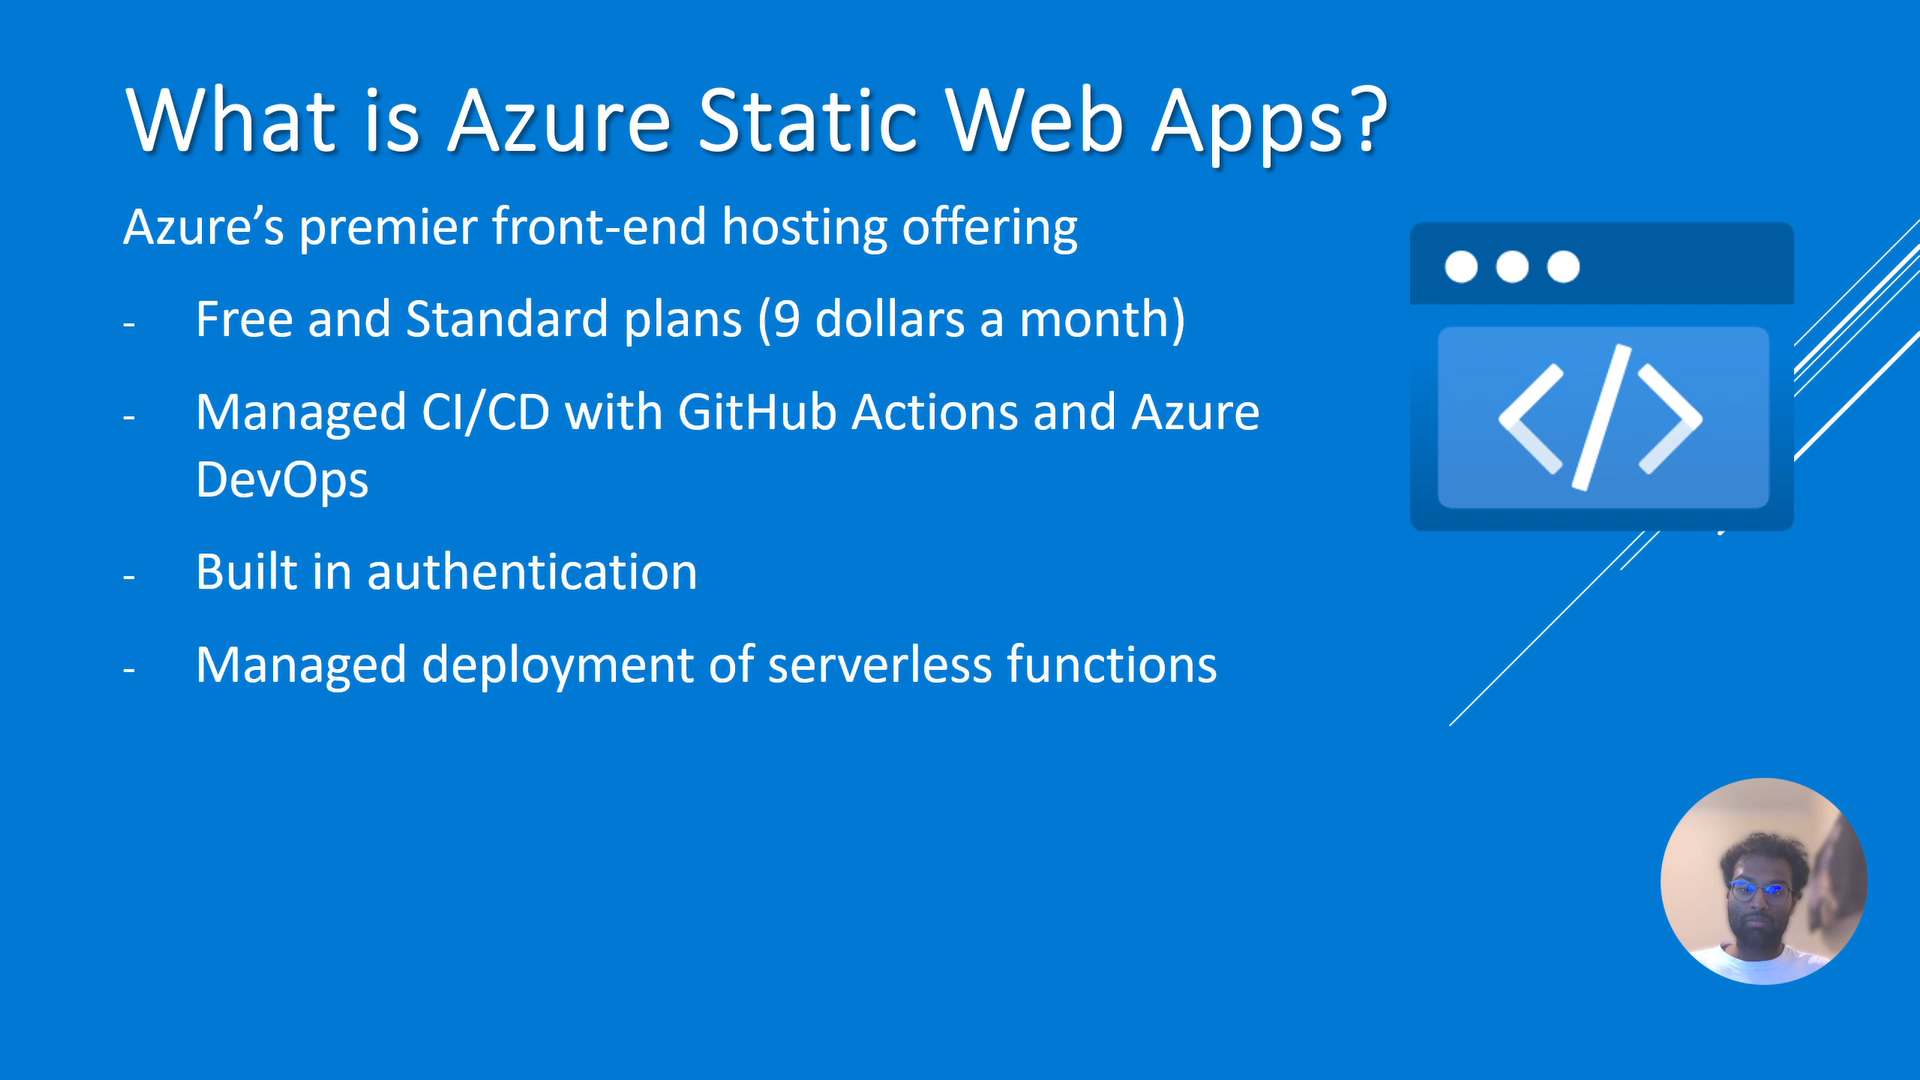 What is Azure Static Web Apps?
Azure’s premier front-end hosting offering
- Free and Standard plans (9 dollars a month)
- Managed CI/CD with GitHub Actions and Azure
DevOps
- Built in authentication
- Managed deployment of serverless functions